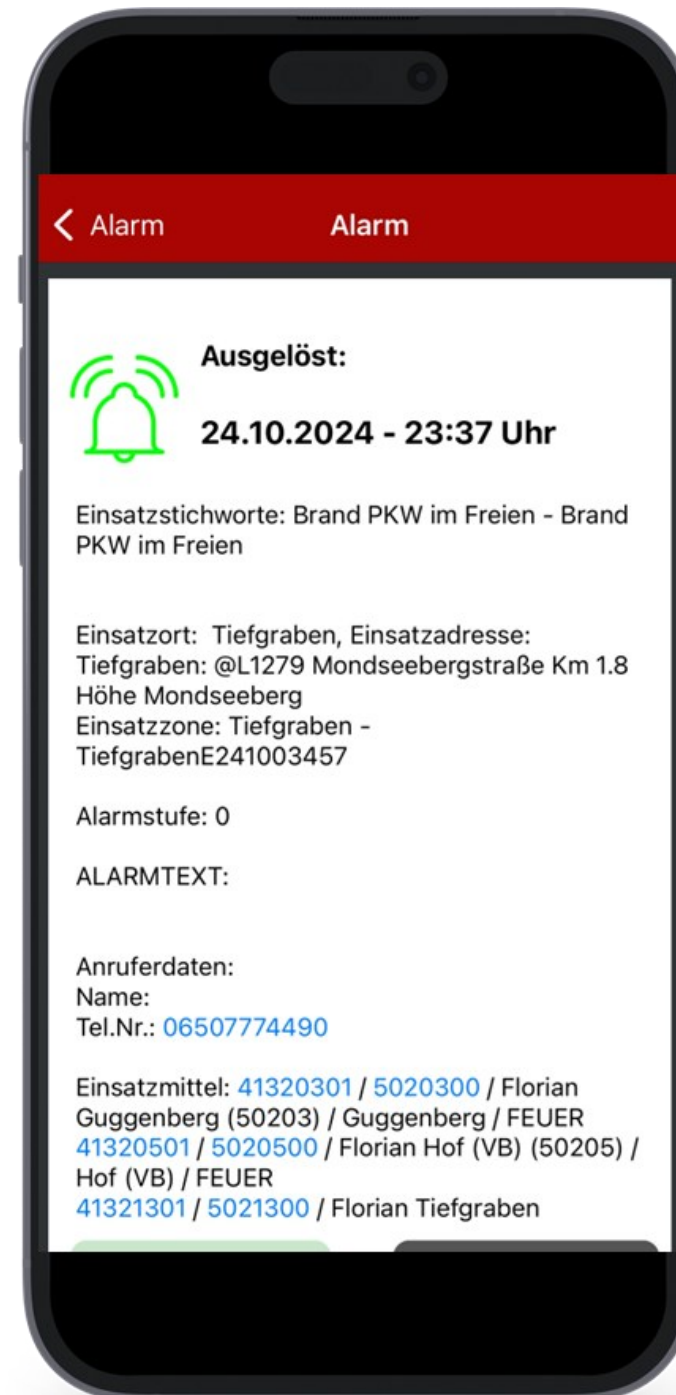 Alarm
Alarm
Ausgelöst:
24.10.2024 - 23:37 Uhr
Einsatzstichworte: Brand PKW im Freien - Brand
PKW im Freien
Einsatzort:  Tiefgraben, Einsatzadresse:
Tiefgraben: @L1279 Mondseebergstraße Km 1.8
Höhe Mondseeberg
Einsatzzone: Tiefgraben -
TiefgrabenE241003457
Alarmstufe: 0
ALARMTEXT:
Anruferdaten:
Name:
Tel.Nr.: 06507774490
Einsatzmittel: 41320301 / 5020300 / Florian
Guggenberg (50203) / Guggenberg / FEUER
41320501 / 5020500 / Florian Hof (VB) (50205) /
Hof (VB) / FEUER
41321301 / 5021300 / Florian Tiefgraben